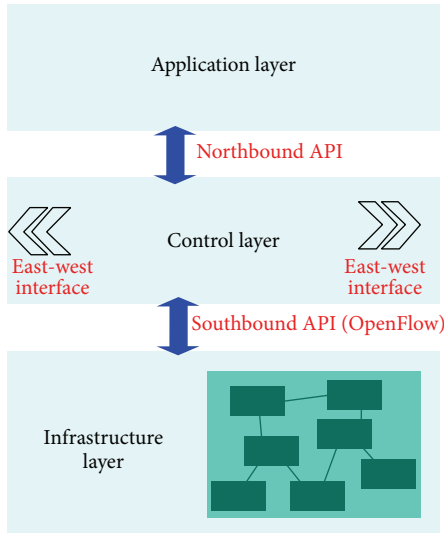 Application layer
Northbound API
Control layer
East-west
interface
East-west
interface
Southbound API (OpenFlow)
Infrastructure
layer